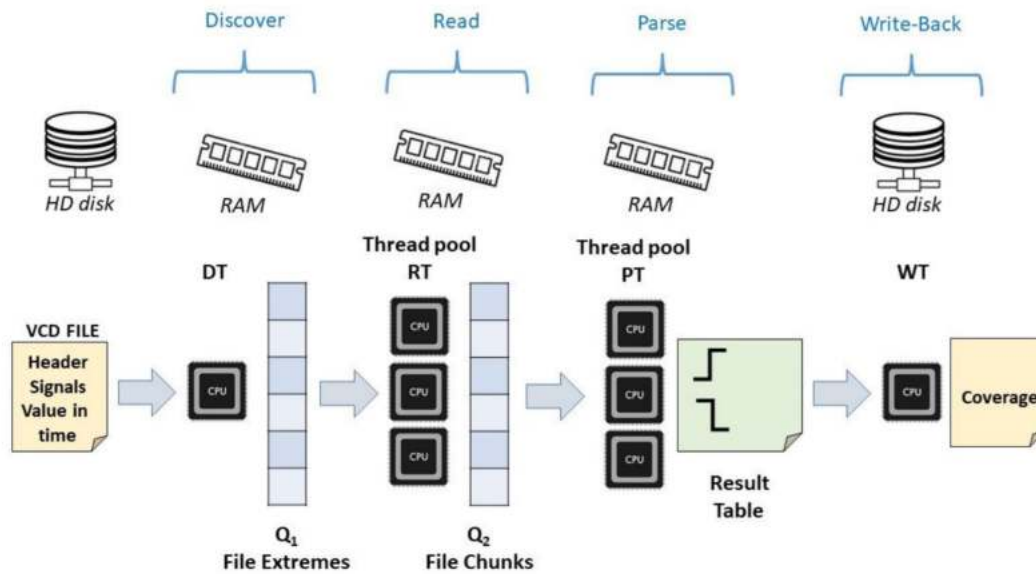 Discover
Read
Parse
Write-Back
HD disk
RAM
RAM
RAM
HD disk
DT
Thread pool
RT
Thread pool
PT
WT
VCD FILE
Header
Signals
Value in
time
CPU
CPU
CPU
CPU
CPU
CPU
CPU
CPU
Coverage
Result
Table
Q₁
File Extremes
Q₂
File Chunks